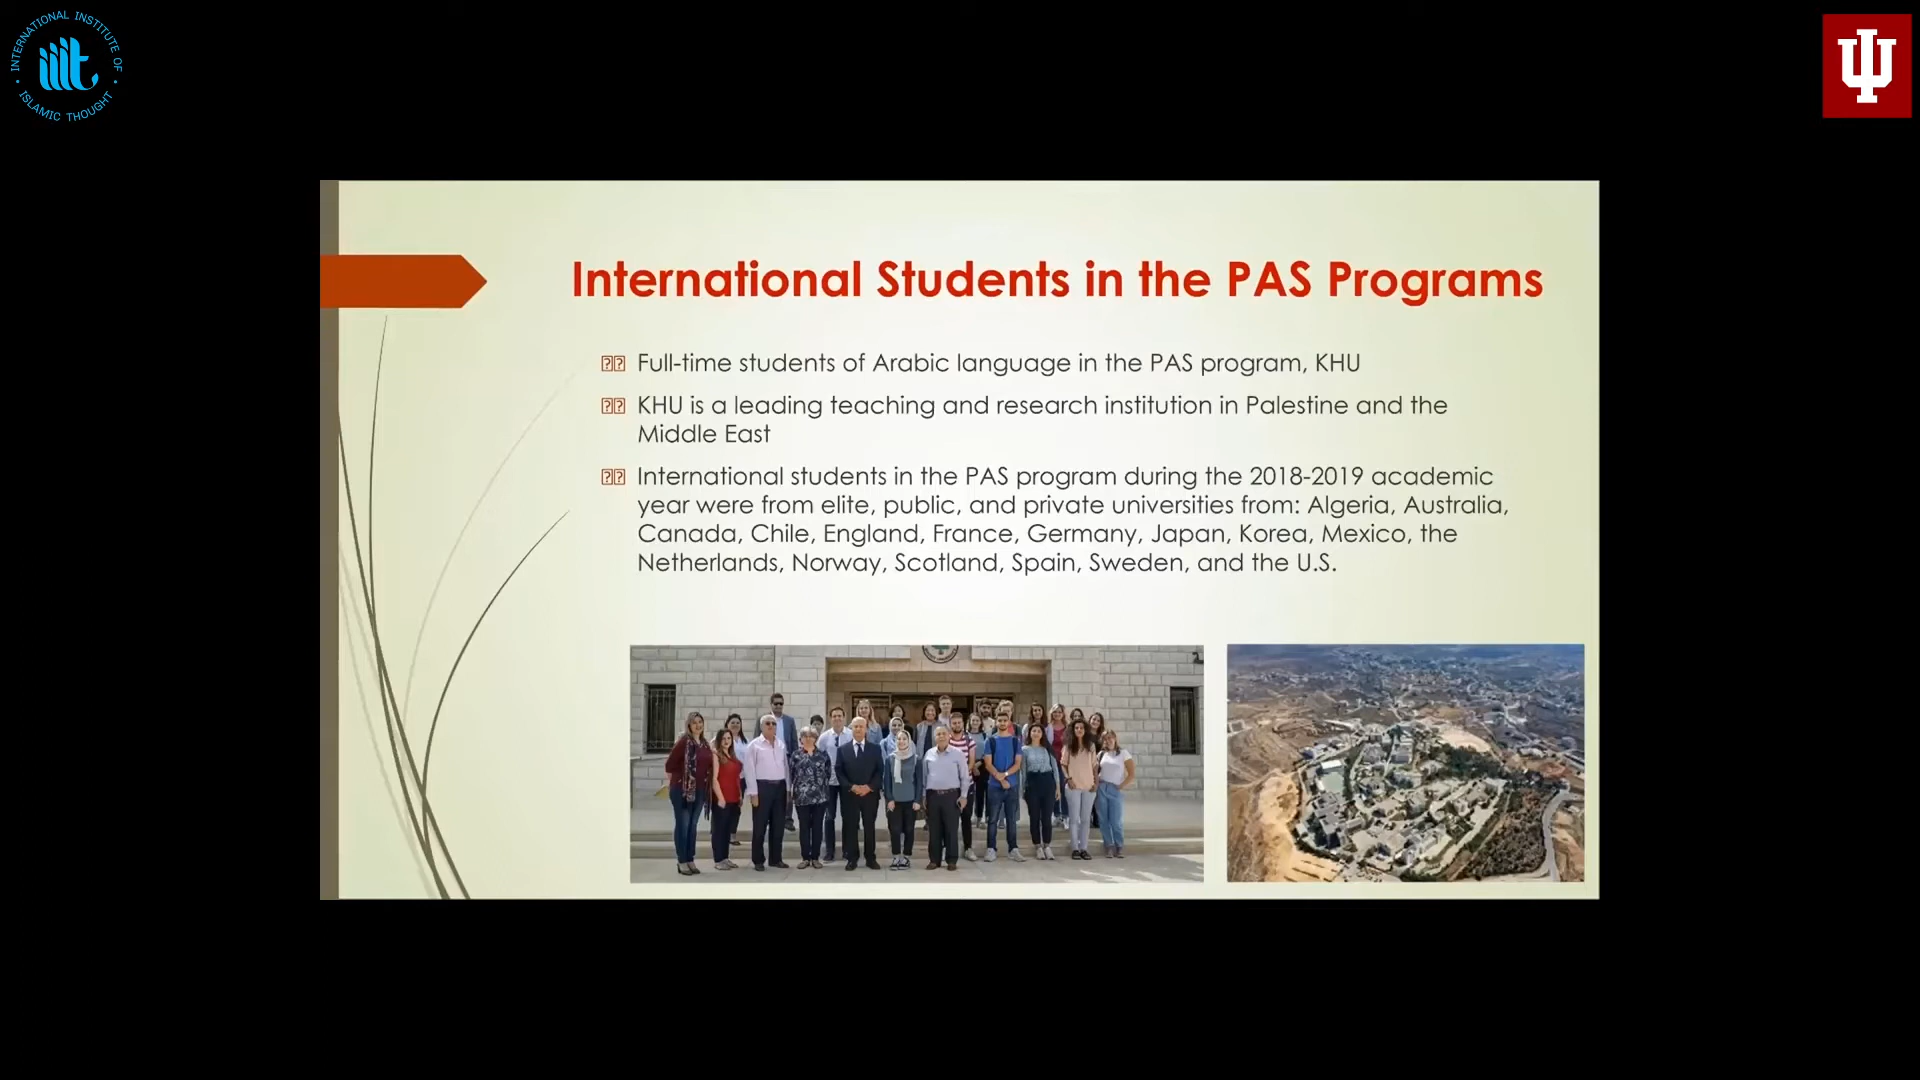 INTERNATIONAL INSTITUTE OF
ISLAMIC THOUGHT
iiit
International Students in the PAS Programs
Full-time students of Arabic language in the PAS program, KHU
KHU is a leading teaching and research institution in Palestine and the
Middle East
International students in the PAS program during the 2018-2019 academic
year were from elite, public, and private universities from: Algeria, Australia,
Canada, Chile, England, France, Germany, Japan, Korea, Mexico, the
Netherlands, Norway, Scotland, Spain, Sweden, and the U.S.